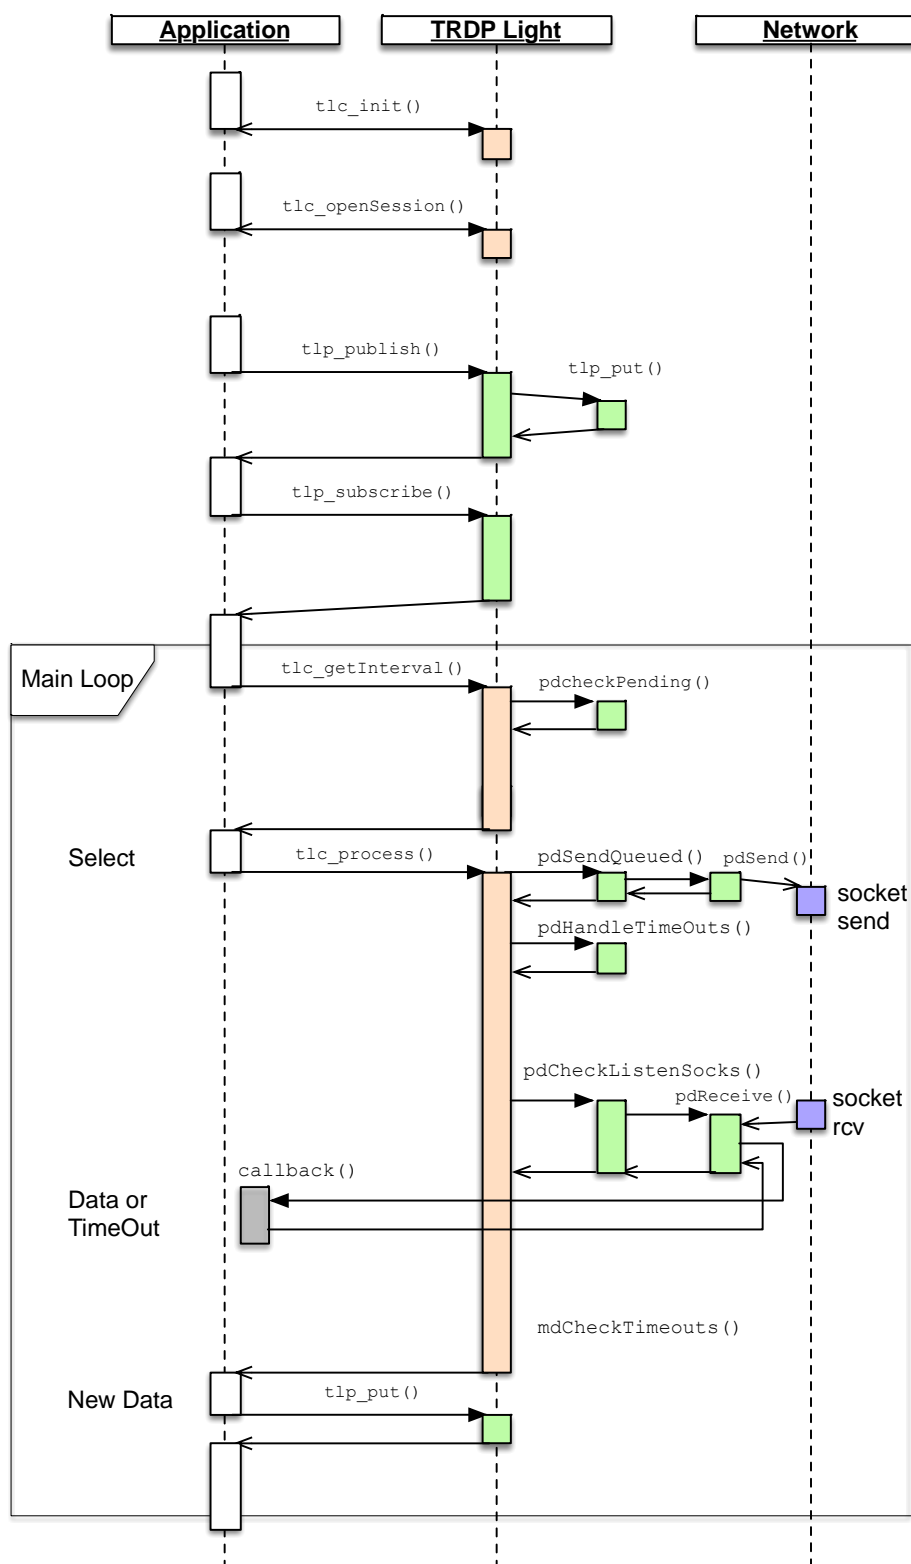 Application
TRDP Light
Network
tlc_init()
tlc_openSession()
tlp_publish()
tlp_put()
tlp_subscribe()
Main Loop
tlc_getInterval()
pdcheckPending()
Select
tlc_process()
pdSendQueued()
pdSend()
socket
send
pdHandleTimeOuts()
pdCheckListenSocks()
pdReceive()
socket
rcv
callback()
Data or
TimeOut
mdCheckTimeouts()
New Data
tlp_put()